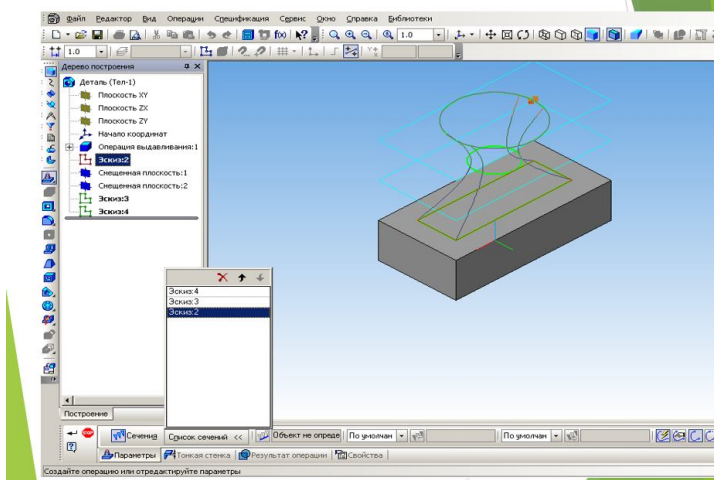 Файл Редактор Вид Операции Спецификация Сервис Окно Справка Библиотеки
1.0
1.0
Дерево построения
Деталь (Тел-1)
Плоскость XY
Плоскость ZX
Плоскость ZY
Начало координат
Операция выдавливания:1
Эскиз:2
Смещенная плоскость:1
Смещенная плоскость:2
Эскиз:3
Эскиз:4
Эскиз:4
Эскиз:3
Эскиз:2
Построение
STOP
Сечения Список сечений << Объект не опреде По умолчан По умолчан
Параметры Тонкая стенка Результат операции Свойства
Создайте операцию или отредактируйте параметры